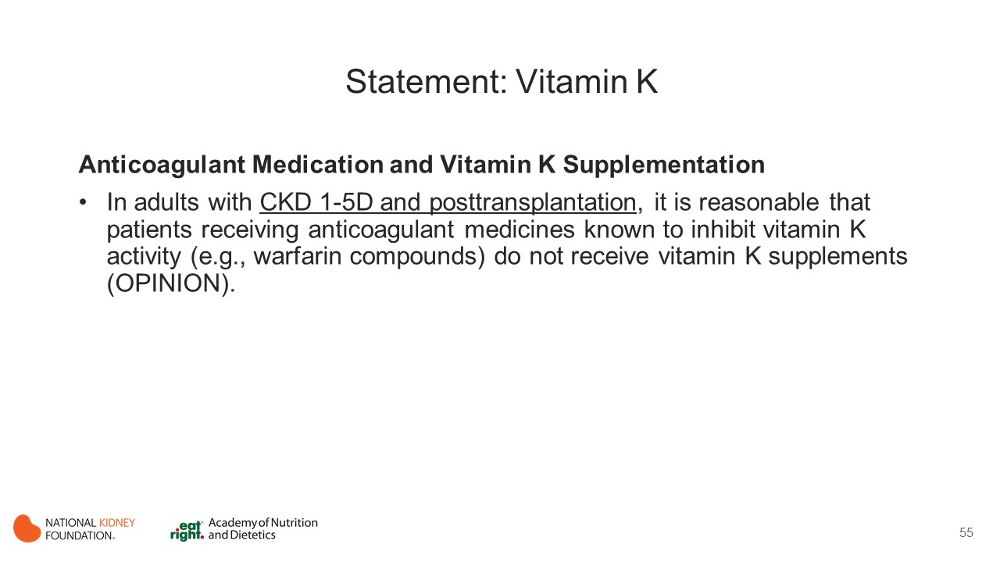 Statement: Vitamin K
Anticoagulant Medication and Vitamin K Supplementation
• In adults with CKD 1-5D and posttransplantation, it is reasonable that
patients receiving anticoagulant medicines known to inhibit vitamin K
activity (e.g., warfarin compounds) do not receive vitamin K supplements
(OPINION).
NATIONAL KIDNEY
FOUNDATION®
eat
right.
Academy of Nutrition
and Dietetics
55